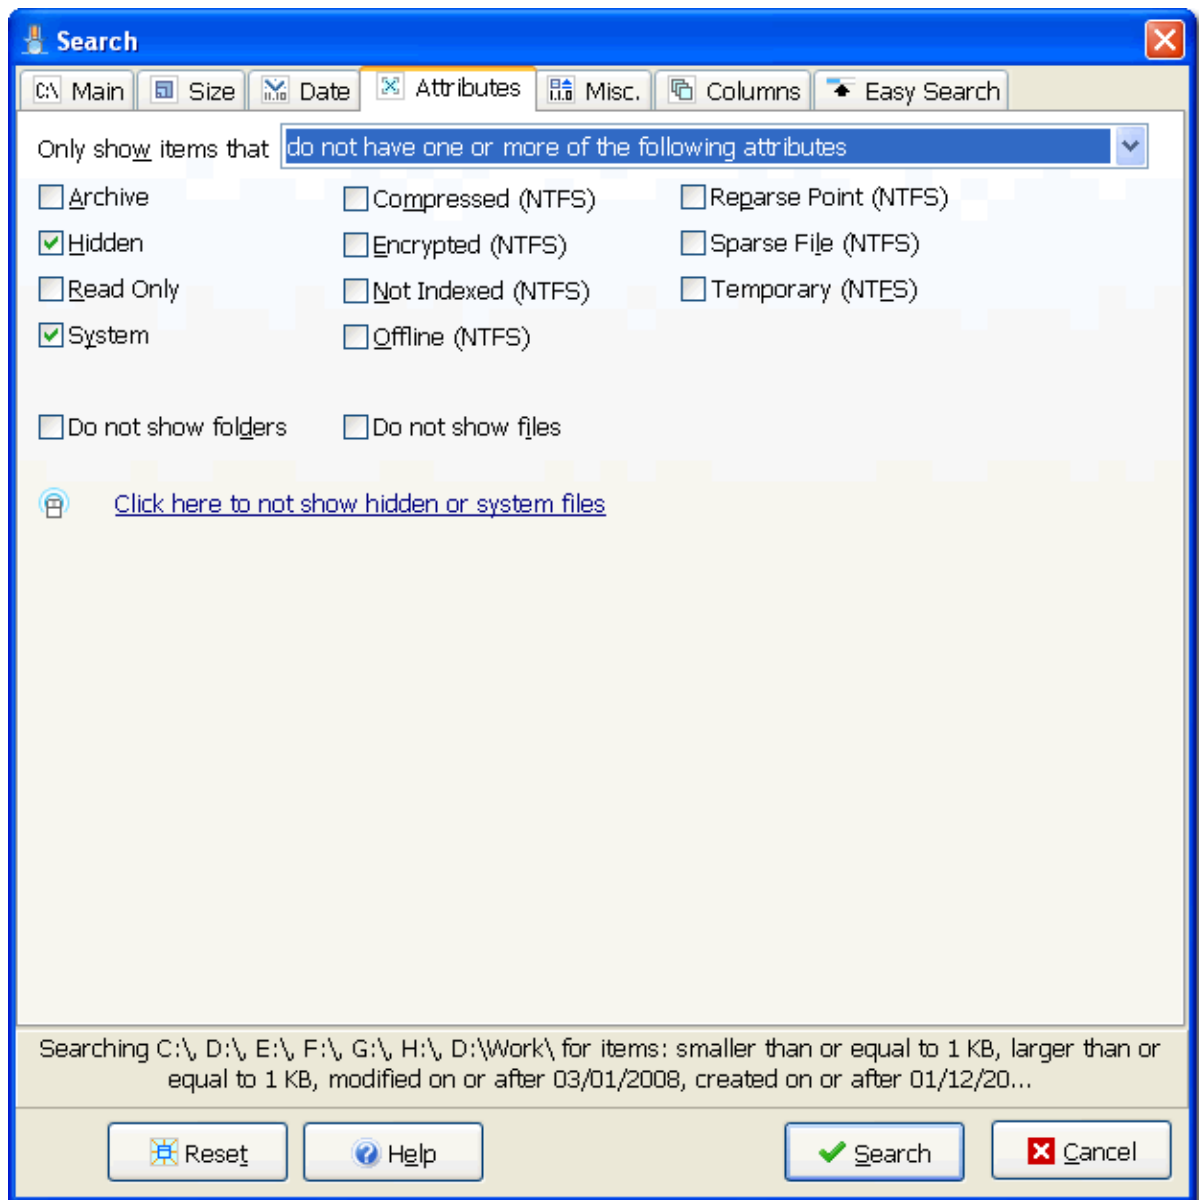 Search
C:\ Main Size Date Attributes Misc. Columns Easy Search
Only show items that do not have one or more of the following attributes
Archive Compressed (NTFS) Reparse Point (NTFS)
Hidden Encrypted (NTFS) Sparse File (NTFS)
Read Only Not Indexed (NTFS) Temporary (NTFS)
System Offline (NTFS)
Do not show folders Do not show files
Click here to not show hidden or system files
Searching C:\, D:\, E:\, F:\, G:\, H:\, D:\Work\ for items: smaller than or equal to 1 KB, larger than or
equal to 1 KB, modified on or after 03/01/2008, created on or after 01/12/20...
Reset Help Search Cancel